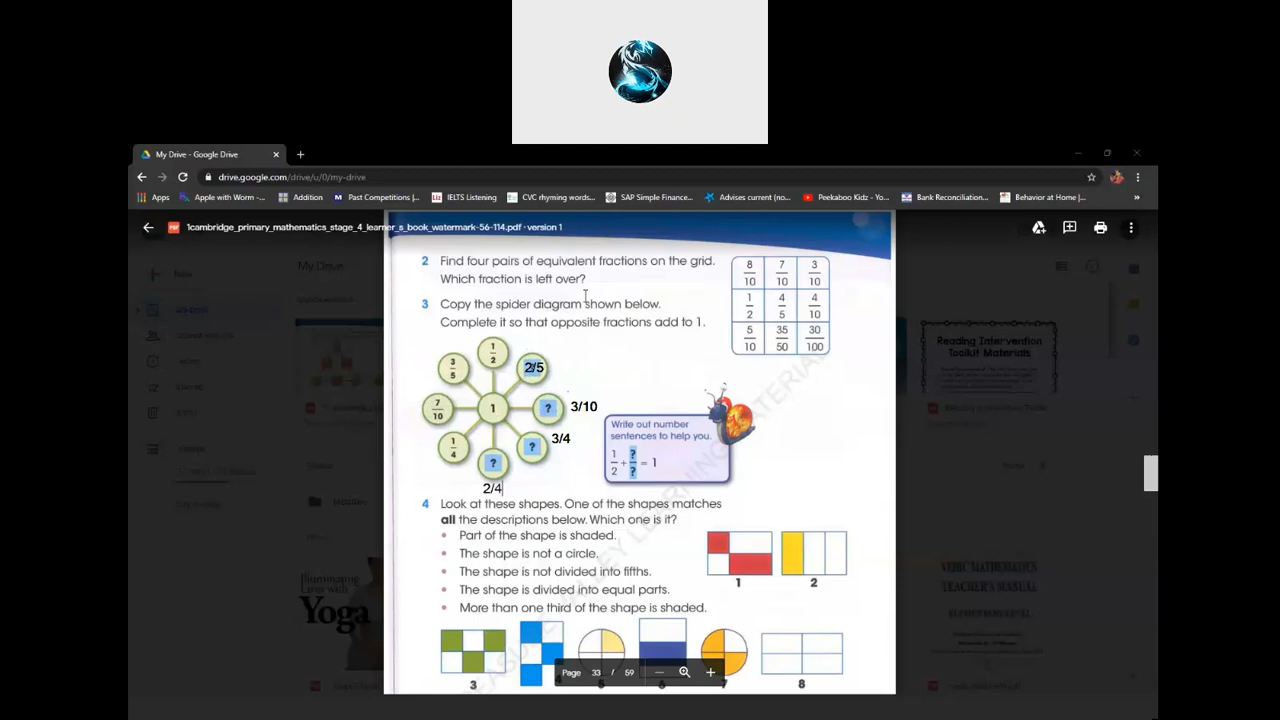 My Drive - Google Drive
drive.google.com/drive/u/0/my-drive
Apps Apple with Worm -... Addition Past Competitions |... IELTS Listening CVC rhyming words... SAP Simple Finance... Advises current (no... Peekaboo Kidz - Yo... Bank Reconciliation... Behavior at Home |... »
1cambridge_primary_mathematics_stage_4_learner_s_book_watermark-56-114.pdf · version 1
My Drive
2 Find four pairs of equivalent fractions on the grid.
Which fraction is left over?
8/10 7/10 3/10
1/2 4/5 4/10
5/10 35/50 30/100
3 Copy the spider diagram shown below.
Complete it so that opposite fractions add to 1.
1/2
3/5 2/5
7/10 1 ? 3/10
1/4 ? 3/4
?
2/4
Write out number
sentences to help you.
1/2 + ?/? = 1
4 Look at these shapes. One of the shapes matches
all the descriptions below. Which one is it?
• Part of the shape is shaded.
• The shape is not a circle.
• The shape is not divided into fifths.
• The shape is divided into equal parts.
• More than one third of the shape is shaded.
1 2
3 8
Page 33 / 59
Reading Intervention
Toolkit Materials
Illuminating
Yoga
VEDIC MATHEMATICS
TEACHER'S MANUAL